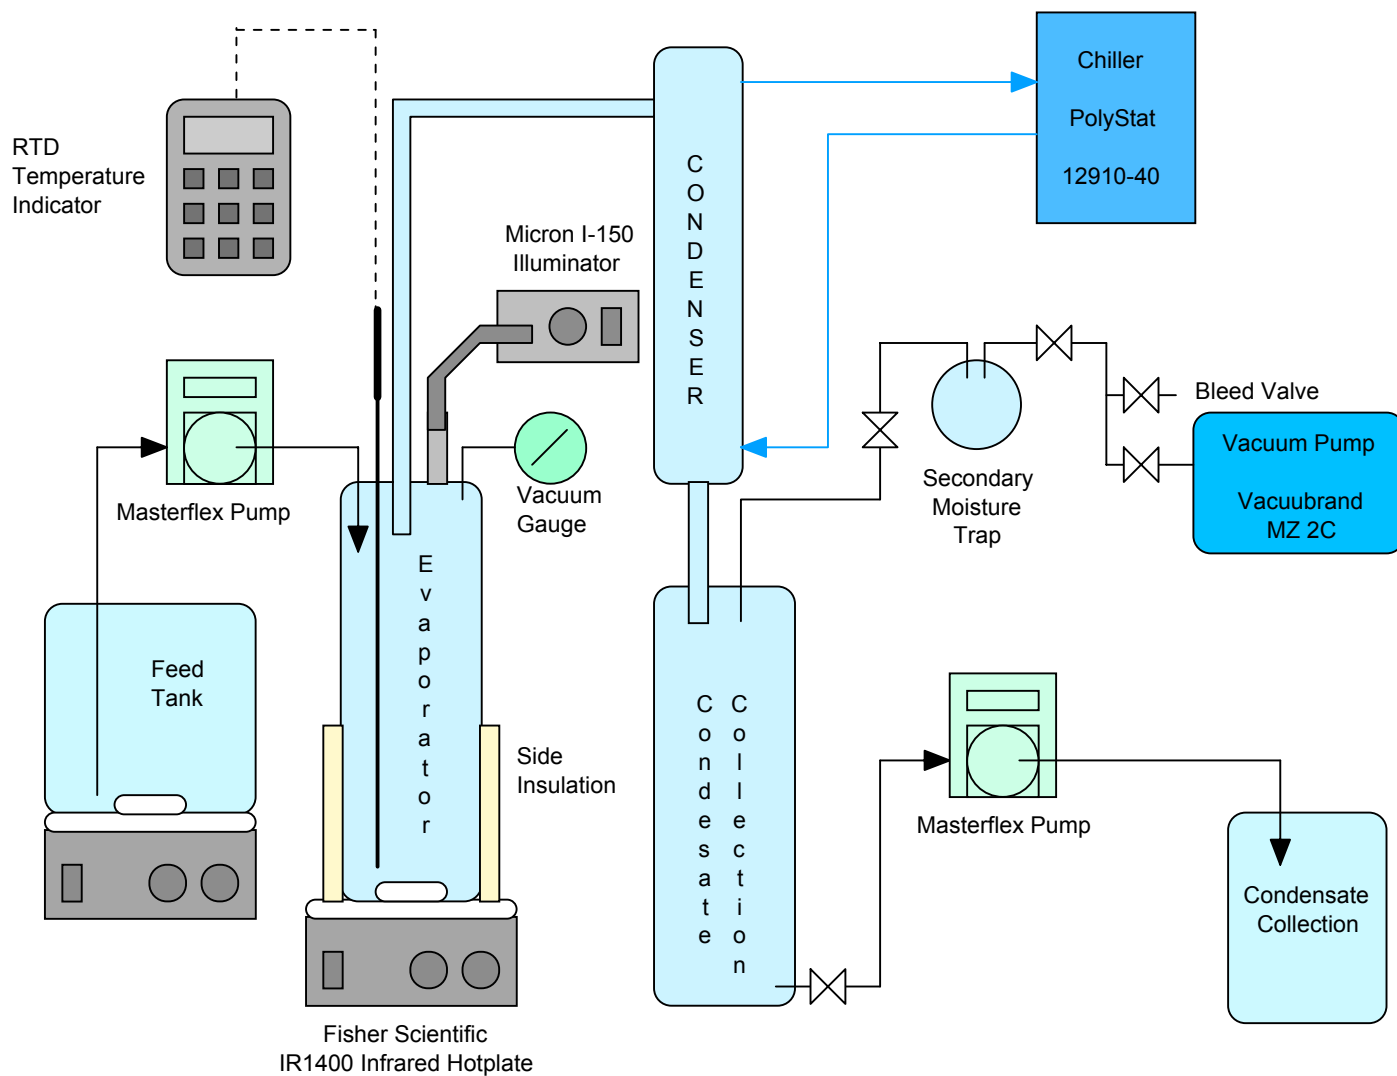 Chiller
PolyStat
12910-40
RTD
Temperature
Indicator
CONDENSER
Micron I-150
Illuminator
Bleed Valve
Vacuum Pump
Vacuubrand
MZ 2C
Secondary
Moisture
Trap
Masterflex Pump
Vacuum
Gauge
Evaporator
Feed
Tank
Side
Insulation
Condesate
Collection
Masterflex Pump
Condensate
Collection
Fisher Scientific
IR1400 Infrared Hotplate